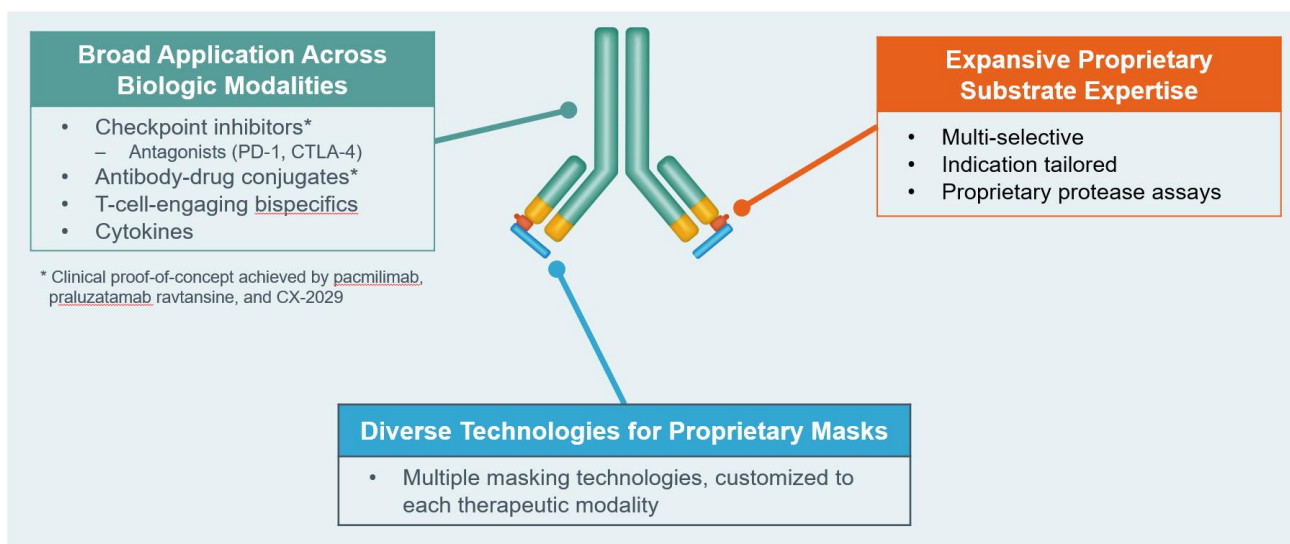 Broad Application Across
Biologic Modalities
• Checkpoint inhibitors*
– Antagonists (PD-1, CTLA-4)
• Antibody-drug conjugates*
• T-cell-engaging bispecifics
• Cytokines
* Clinical proof-of-concept achieved by pacmilimab,
praluzatamab ravtansine, and CX-2029
Expansive Proprietary
Substrate Expertise
• Multi-selective
• Indication tailored
• Proprietary protease assays
Diverse Technologies for Proprietary Masks
• Multiple masking technologies, customized to
each therapeutic modality